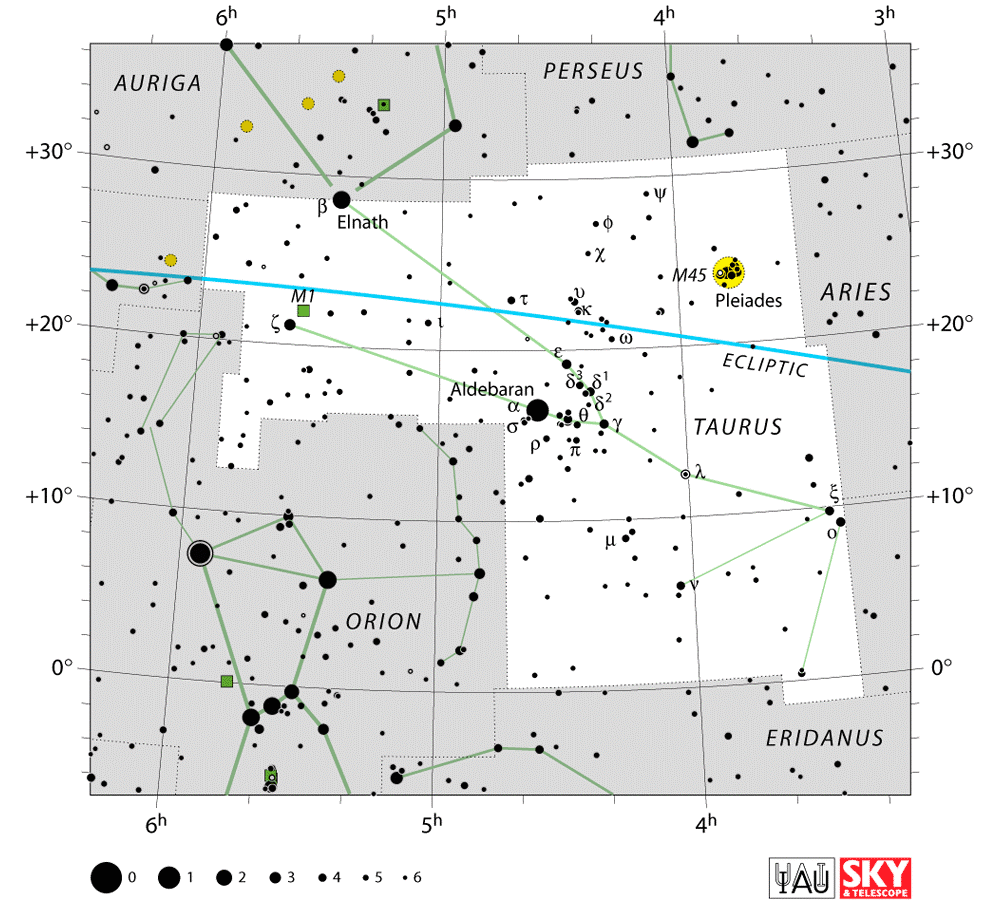 6h 5h 4h 3h
AURIGA
PERSEUS
+30° +30°
ψ
β
Elnath
ϕ
χ
M45
Pleiades
ARIES
M1
τ
υ
κ
ζ
ι
+20° +20°
ω
ε
ECLIPTIC
δ3 δ1
Aldebaran
δ2
α
θ
σ
γ
TAURUS
ρ
π
λ
+10° +10°
ξ
ο
μ
ν
ORION
0° 0°
ERIDANUS
6h 5h 4h
0 1 2 3 4 5 6
IAU
SKY
& TELESCOPE